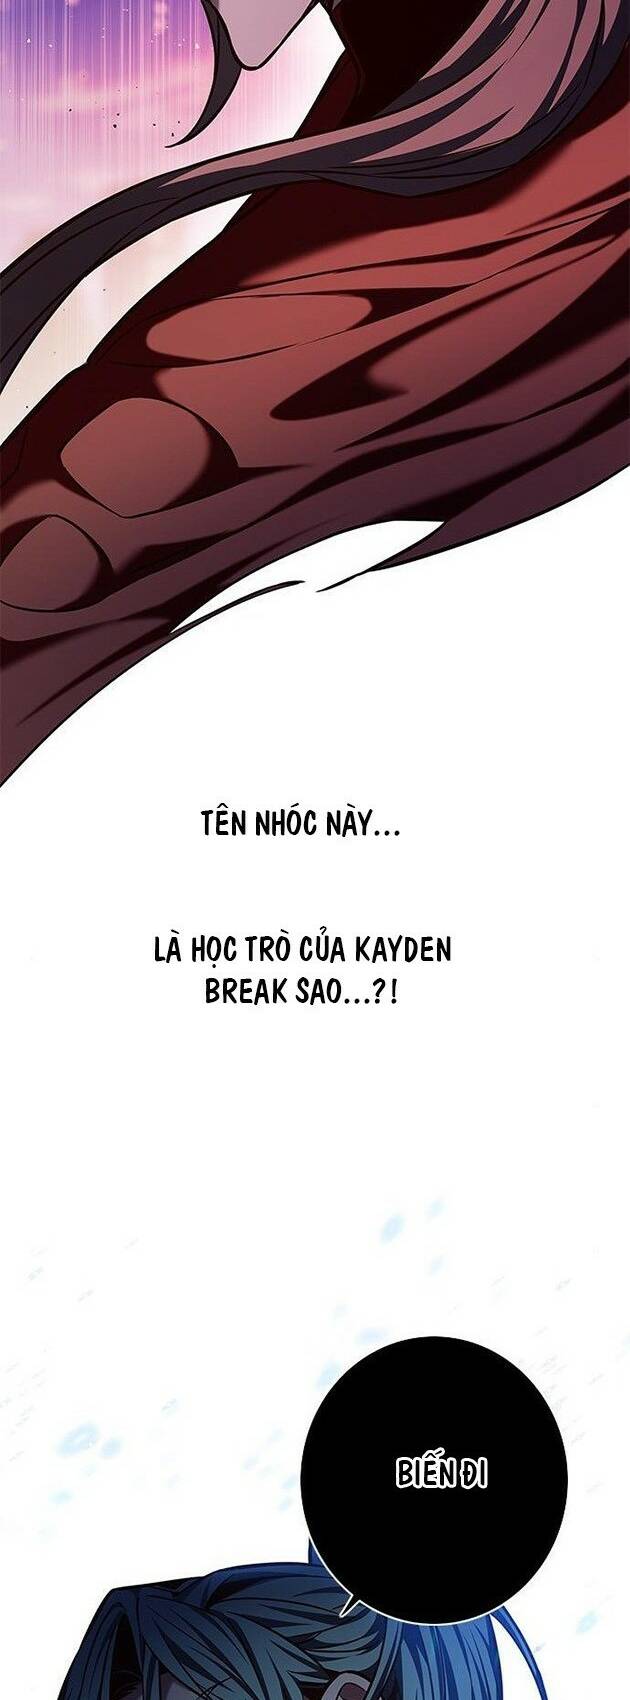 TÊN NHÓC NÀY...
LÀ HỌC TRÒ CỦA KAYDEN
BREAK SAO...?!
BIẾN ĐI